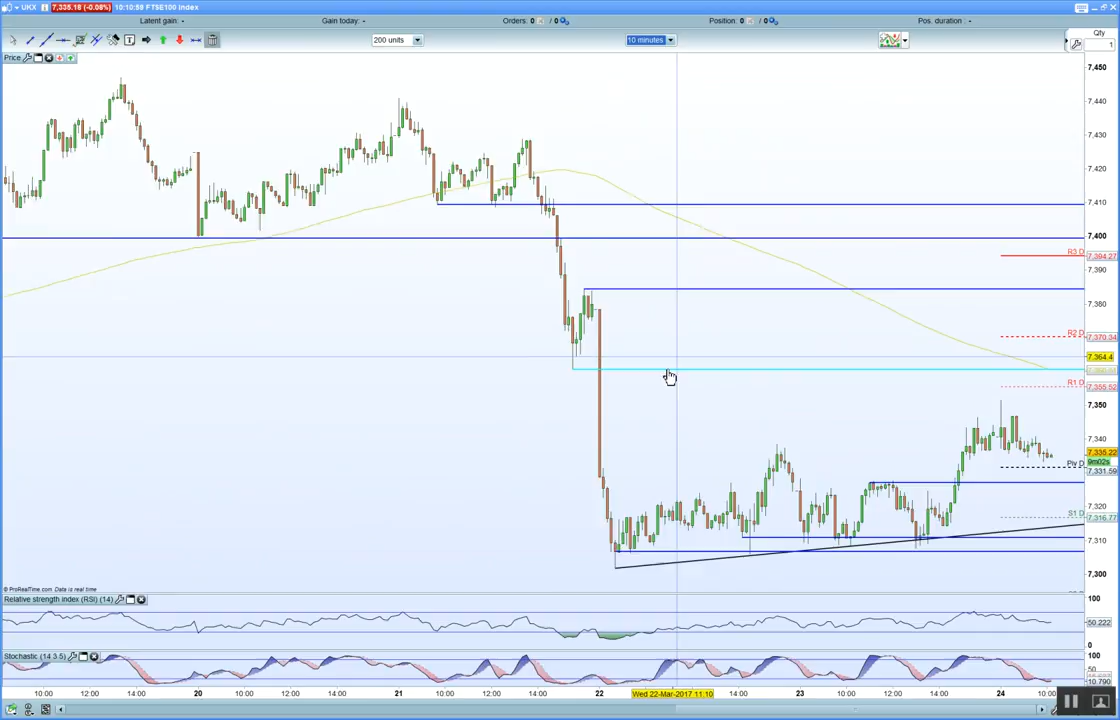 UKX 7,335.18 (-0.08%) 10:10:59 FTSE100 Index
Latent gain: - Gain today: - Orders: 0 / 0 Position: 0 / 0 Pos. duration : -
200 units 10 minutes Qty
1
Price
7,450
7,440
7,430
7,420
7,410
7,400
R3 D 7,394.27
7,390
7,380
R2 D 7,370.34
7,364.4
R1 D 7,355.52
7,350
7,340
7,335.22
9m02s
Piv D 7,331.59
7,320
S1 D 7,316.77
7,310
7,300
© ProRealTime.com Data is real time
Relative strength index (RSI) (14) 100
50.222
0
Stochastic (14 3 5) 100
50
10.790
10:00 12:00 14:00 20 10:00 12:00 14:00 21 10:00 12:00 14:00 22 Wed 22-Mar-2017 11:10 14:00 23 10:00 12:00 14:00 24 10:00